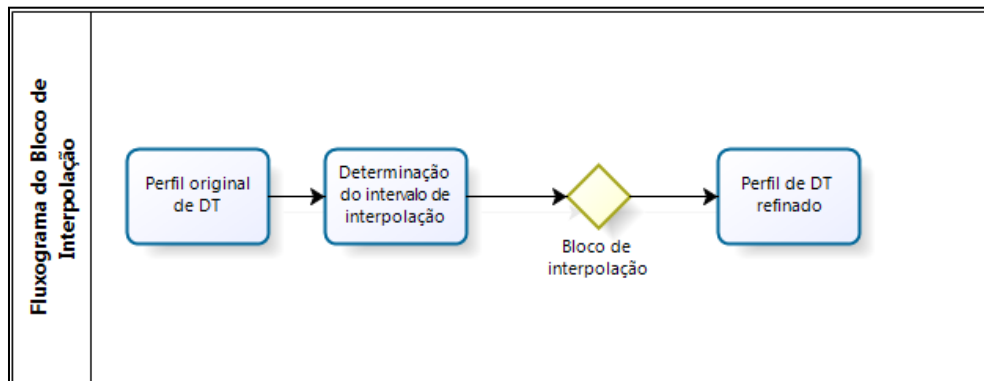 Fluxograma do Bloco de
Interpolação
Perfil original
de DT
Determinação
do intervalo de
interpolação
Bloco de
interpolação
Perfil de DT
refinado